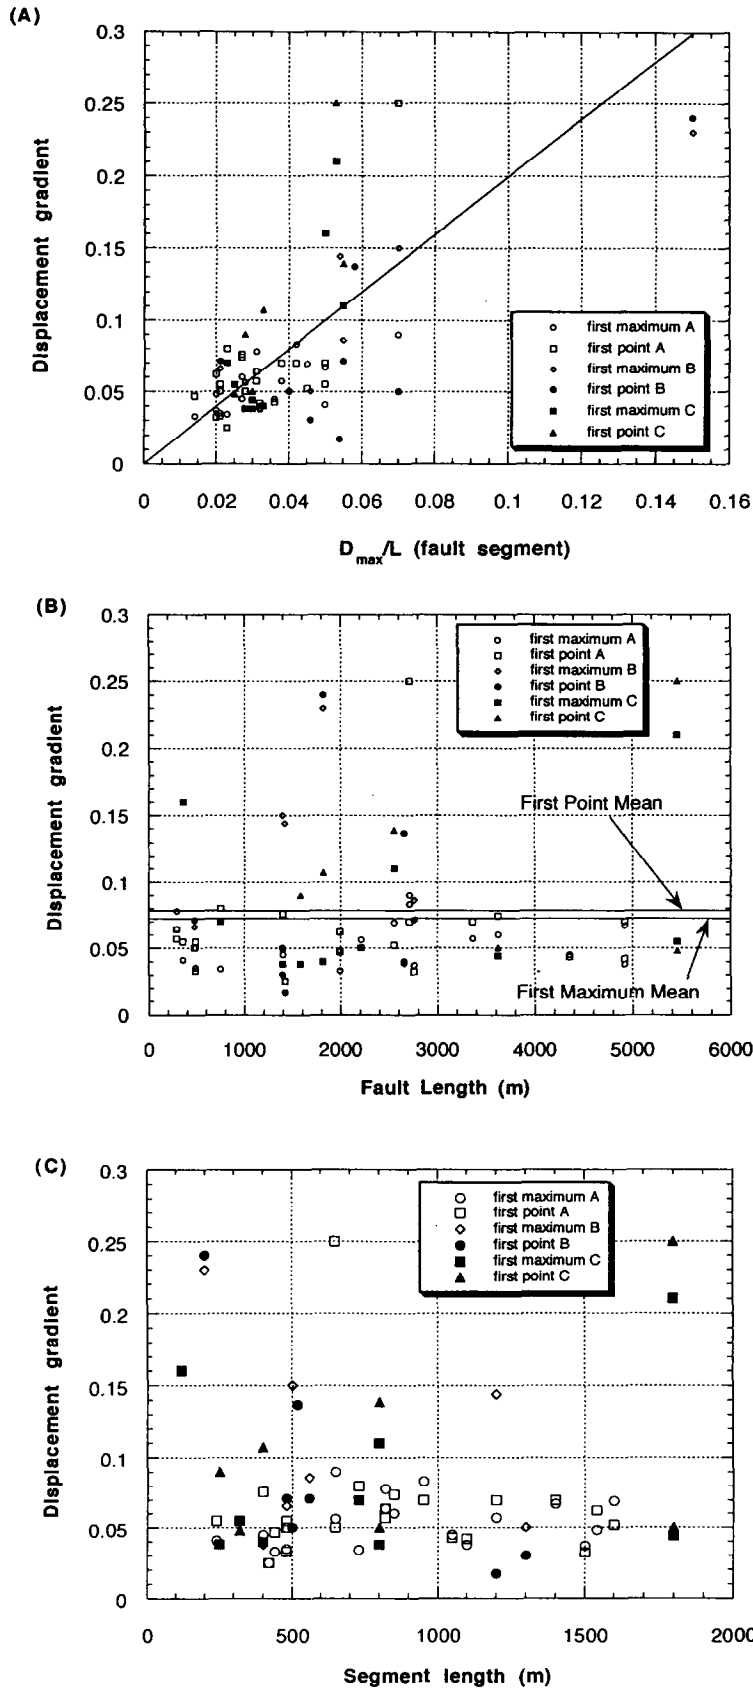 (A)
0.3
0.25
0.2
0.15
0.1
0.05
0
Displacement gradient
first maximum A
first point A
first maximum B
first point B
first maximum C
first point C
0 0.02 0.04 0.06 0.08 0.1 0.12 0.14 0.16
Dmax/L (fault segment)
(B)
0.3
0.25
0.2
0.15
0.1
0.05
0
Displacement gradient
first maximum A
first point A
first maximum B
first point B
first maximum C
first point C
First Point Mean
First Maximum Mean
0 1000 2000 3000 4000 5000 6000
Fault Length (m)
(C)
0.3
0.25
0.2
0.15
0.1
0.05
0
Displacement gradient
first maximum A
first point A
first maximum B
first point B
first maximum C
first point C
0 500 1000 1500 2000
Segment length (m)